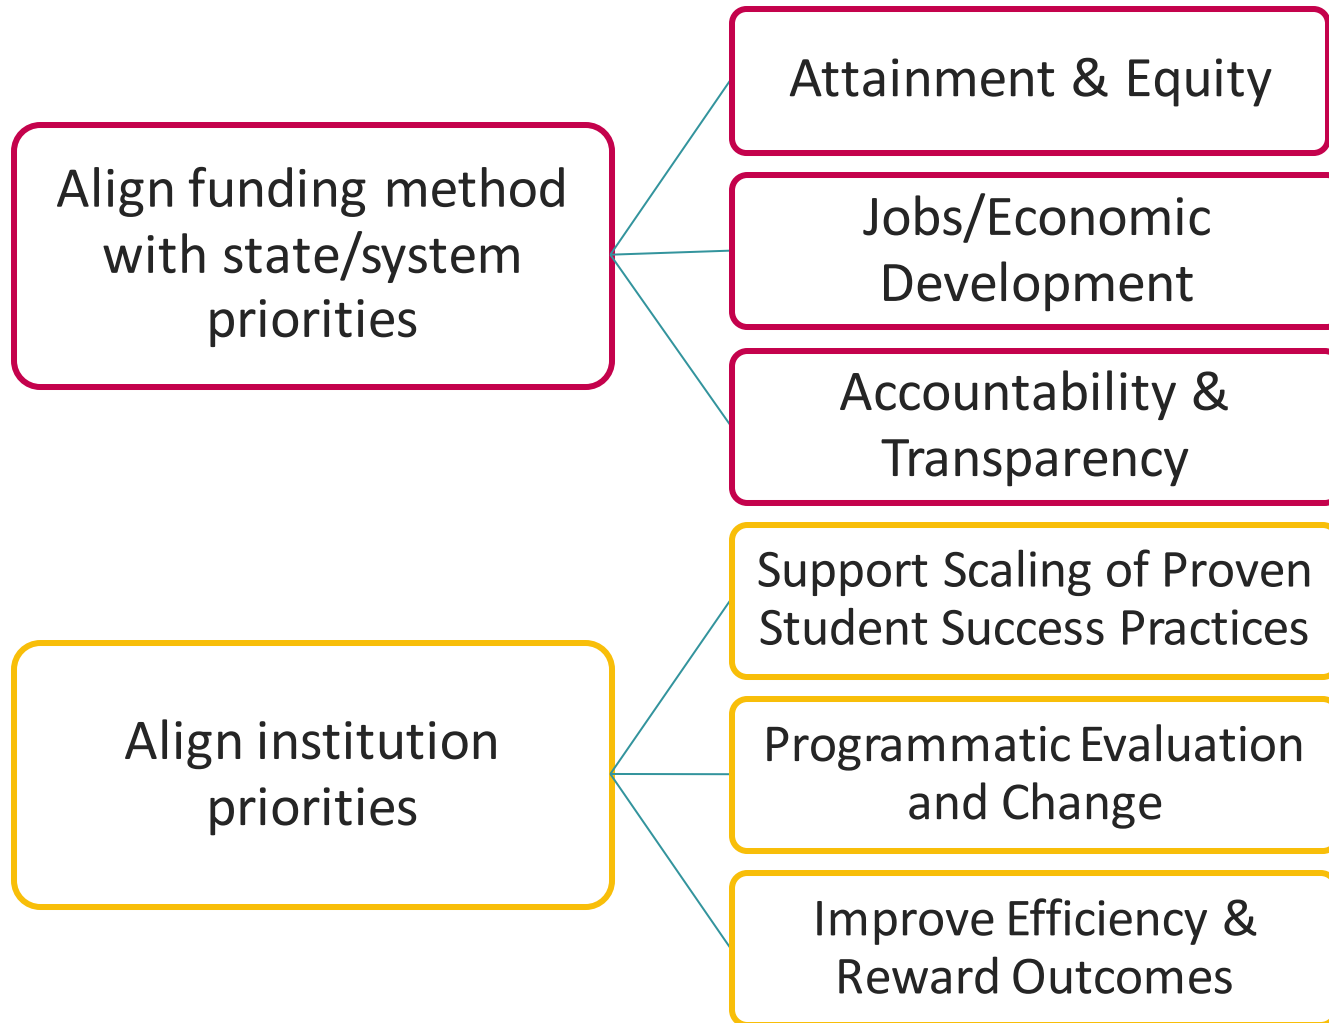 Align funding method
with state/system
priorities
Attainment & Equity
Jobs/Economic
Development
Accountability &
Transparency
Align institution
priorities
Support Scaling of Proven
Student Success Practices
Programmatic Evaluation
and Change
Improve Efficiency &
Reward Outcomes